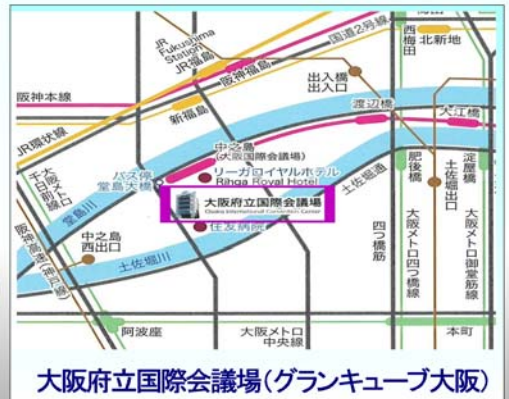 西梅田
北新地
国道2号線
JR
Fukushima
Station
JR福島
阪神福島
出入橋
出入口
阪神本線
新福島
渡辺橋
大江橋
JR環状線
中之島
(大阪国際会議場)
バス停
堂島大橋
リーガロイヤルホテル
Rihga Royal Hotel
大阪メトロ
千日前線
堂島川
土佐堀通
肥後橋
淀屋橋
土佐堀出口
大阪府立国際会議場
Osaka International Convention Center
住友病院
阪神高速(神戸線)
中之島
西出口
土佐堀川
四つ橋筋
大阪メトロ四つ橋線
大阪メトロ御堂筋線
阿波座
大阪メトロ
中央線
本町
大阪府立国際会議場(グランキューブ大阪)